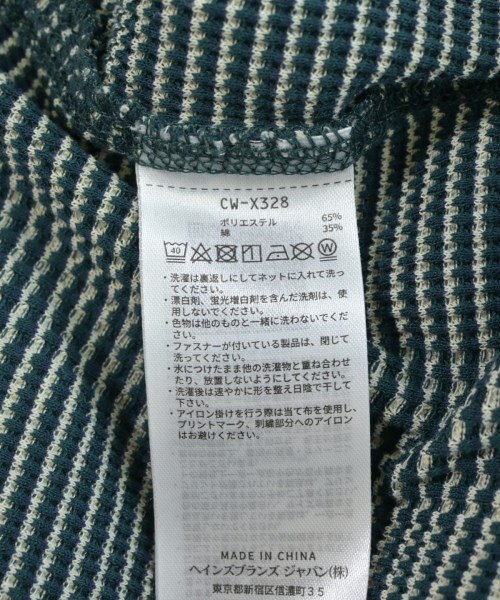 CW-X328
ポリエステル 65%
綿 35%
40
・洗濯は裏返しにしてネットに入れて洗っ
てください。
・漂白剤、蛍光増白剤を含んだ洗剤は、使
用しないでください。
・色物は他のものと一緒に洗わないでくだ
さい。
・ファスナーが付いている製品は、閉じて
洗ってください。
・水につけたまま他の洗濯物と重ね合わせ
たり、放置しないようにしてください。
・洗濯後は速やかに形を整え日陰で干して
下さい。
・アイロン掛けを行う際は当て布を使用し、
プリントマーク、刺繍部分へのアイロン
はお避けください。
MADE IN CHINA
ヘインズブランズ ジャパン(株)
東京都新宿区信濃町35